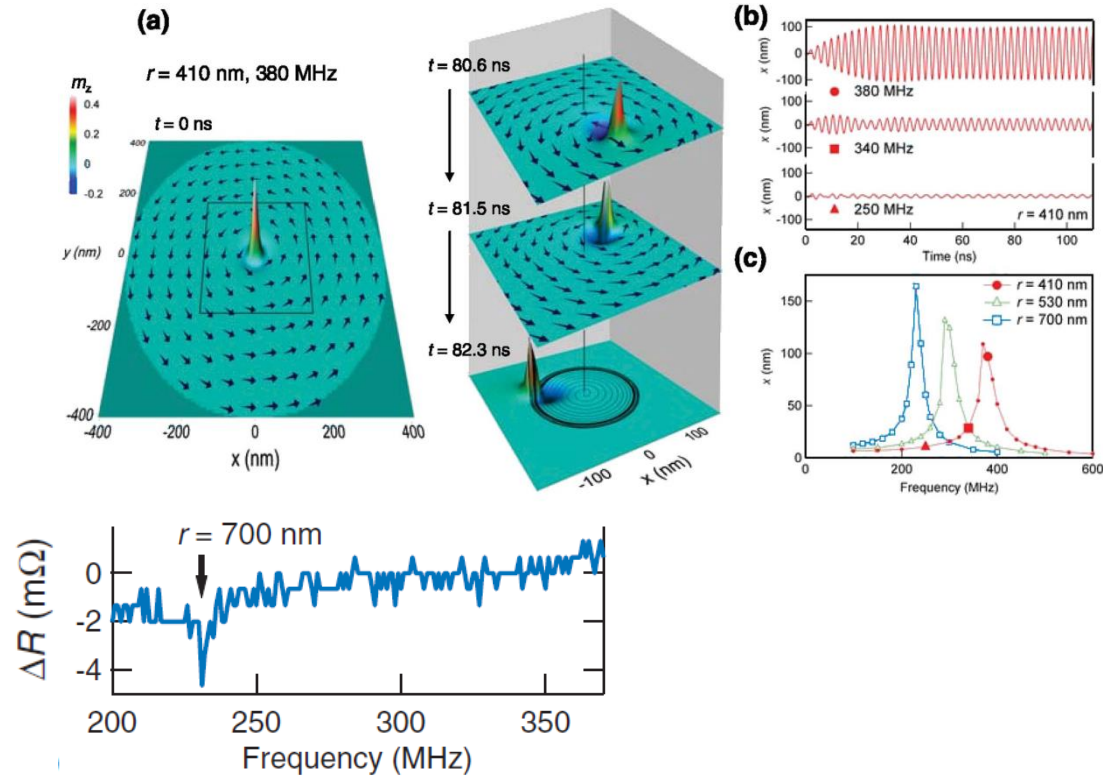 (a)
r = 410 nm, 380 MHz
m_z
0.4
0.2
0
-0.2
t = 0 ns
400
200
y (nm)
0
-200
-400
-400
-200
0
200
400
x (nm)
t = 80.6 ns
t = 81.5 ns
t = 82.3 ns
-100
0
100
x (nm)
(b)
x (nm)
100
0
-100
380 MHz
x (nm)
100
0
-100
340 MHz
x (nm)
100
0
-100
250 MHz
r = 410 nm
0
20
40
60
80
100
Time (ns)
(c)
r = 410 nm
r = 530 nm
r = 700 nm
x (nm)
150
100
50
0
0
200
400
600
Frequency (MHz)
r = 700 nm
ΔR (mΩ)
0
-2
-4
200
250
300
350
Frequency (MHz)